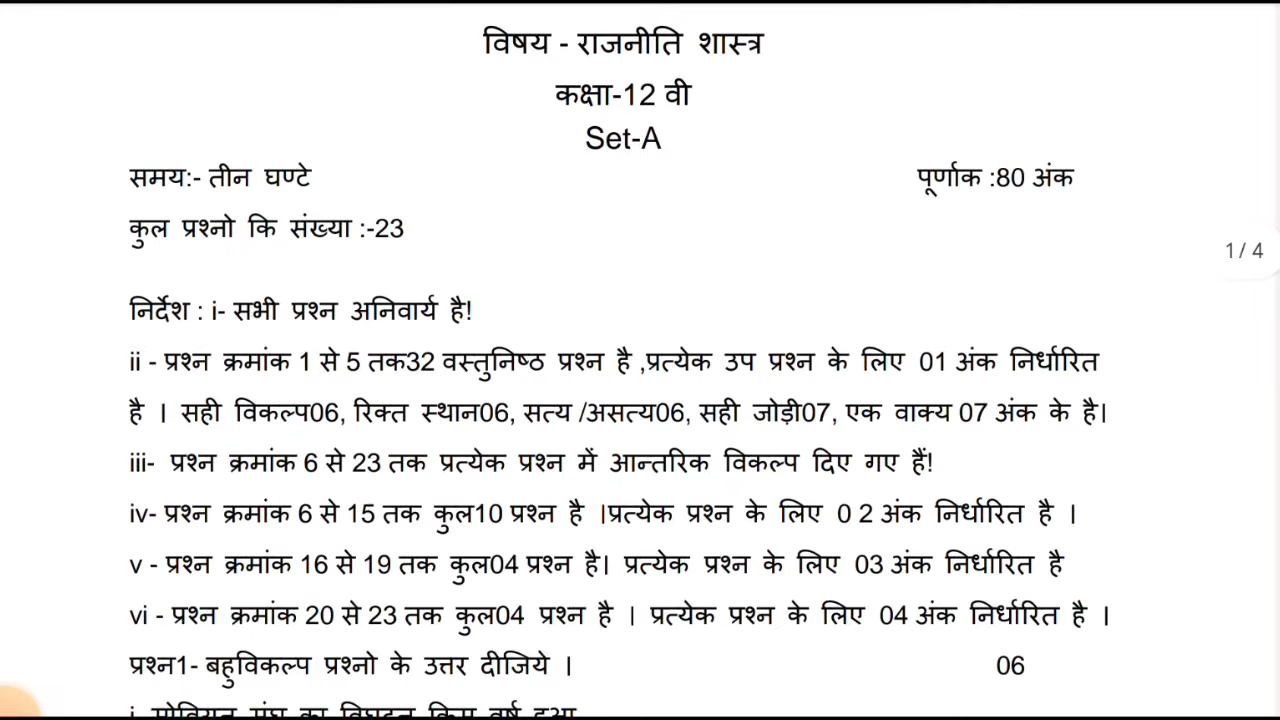 विषय - राजनीति शास्त्र
कक्षा-12 वी
Set-A
समय:- तीन घण्टे पूर्णाक :80 अंक
कुल प्रश्नो कि संख्या :-23
1 / 4
निर्देश : i- सभी प्रश्न अनिवार्य है!
ii - प्रश्न क्रमांक 1 से 5 तक32 वस्तुनिष्ठ प्रश्न है ,प्रत्येक उप प्रश्न के लिए 01 अंक निर्धारित
है । सही विकल्प06, रिक्त स्थान06, सत्य /असत्य06, सही जोड़ी07, एक वाक्य 07 अंक के है।
iii- प्रश्न क्रमांक 6 से 23 तक प्रत्येक प्रश्न में आन्तरिक विकल्प दिए गए हैं!
iv- प्रश्न क्रमांक 6 से 15 तक कुल10 प्रश्न है ।प्रत्येक प्रश्न के लिए 0 2 अंक निर्धारित है ।
v - प्रश्न क्रमांक 16 से 19 तक कुल04 प्रश्न है। प्रत्येक प्रश्न के लिए 03 अंक निर्धारित है
vi - प्रश्न क्रमांक 20 से 23 तक कुल04 प्रश्न है । प्रत्येक प्रश्न के लिए 04 अंक निर्धारित है ।
प्रश्न1- बहुविकल्प प्रश्नो के उत्तर दीजिये । 06
i सोवियत संघ का विघटन किस वर्ष हुआ